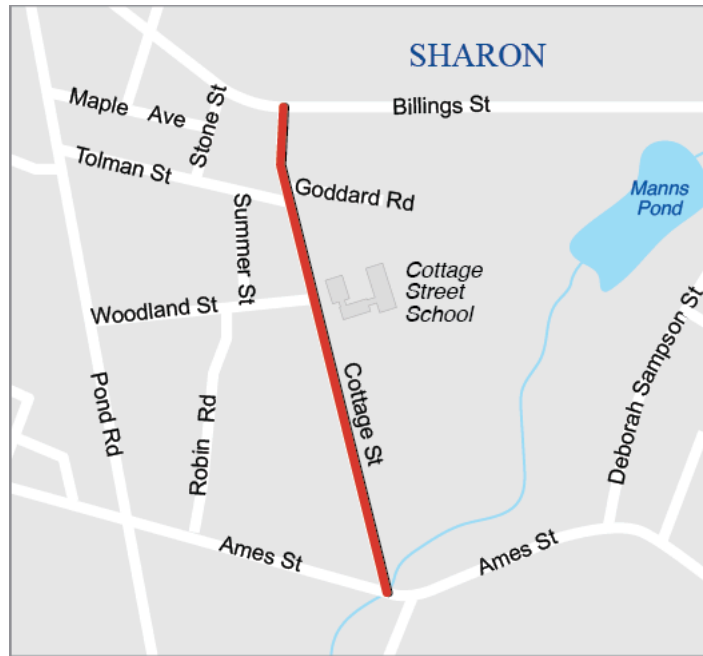 SHARON
Maple Ave
Stone St
Billings St
Tolman St
Goddard Rd
Manns
Pond
Summer St
Cottage
Street
School
Woodland St
Deborah Sampson St
Pond Rd
Robin Rd
Cottage St
Ames St
Ames St